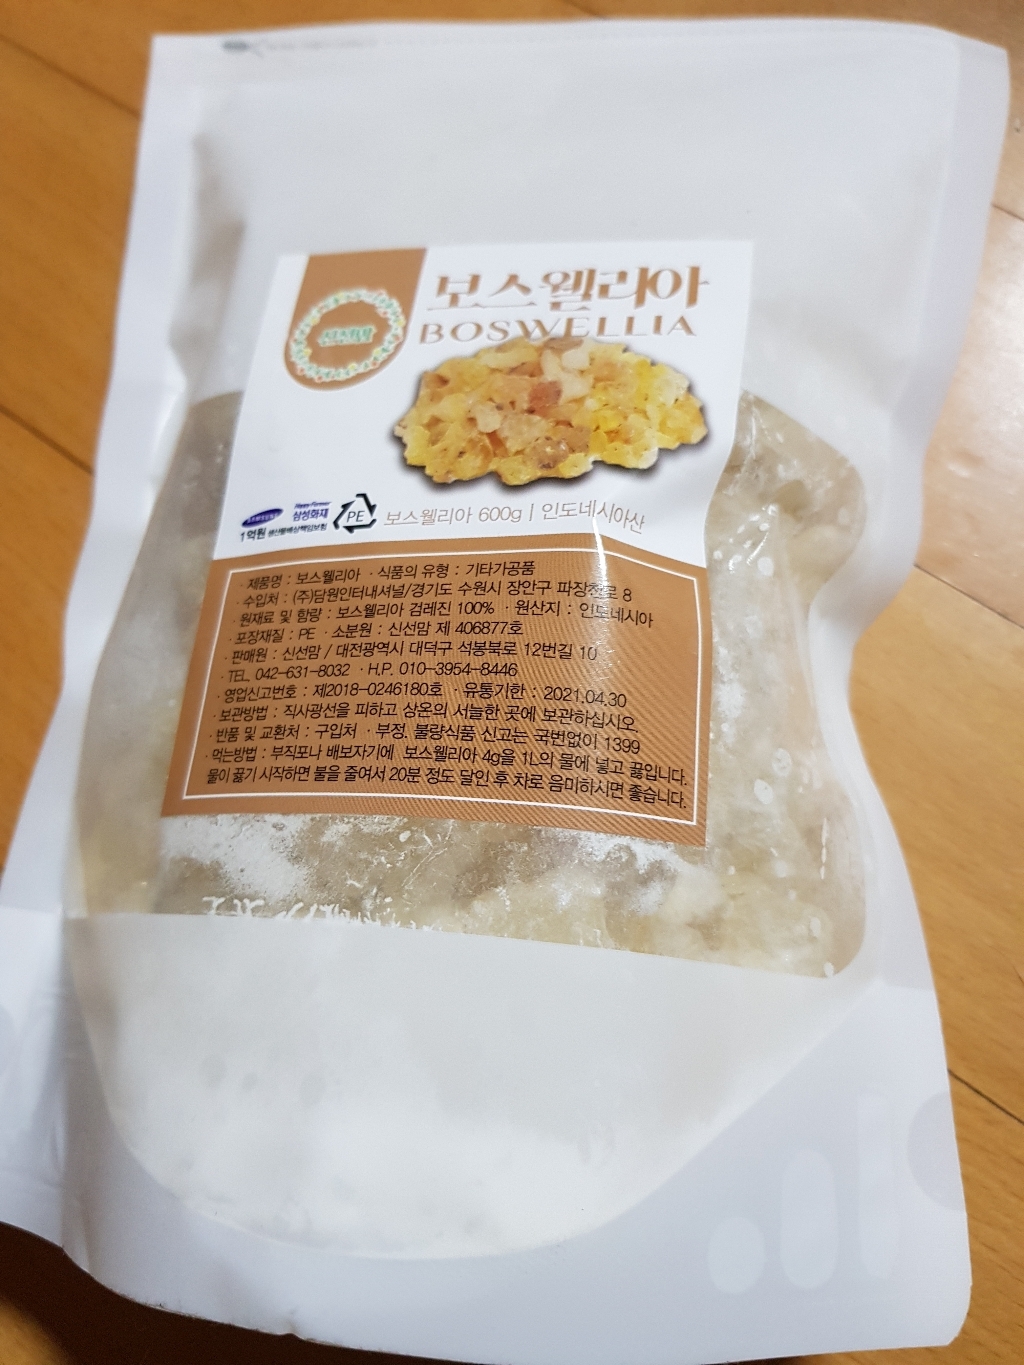 보스웰리아
BOSWELLIA
신선맘
SAMSUNG 삼성화재
1억원 생산물배상책임보험
PE
보스웰리아 600g | 인도네시아산
· 제품명 : 보스웰리아 · 식품의 유형 : 기타가공품
· 수입처 : (주)담원인터내셔널/경기도 수원시 장안구 파장천로 8
· 원재료 및 함량 : 보스웰리아 검레진 100% · 원산지 : 인도네시아
· 포장재질 : PE · 소분원 : 신선맘 제 406877호
· 판매원 : 신선맘 / 대전광역시 대덕구 석봉북로 12번길 10
· TEL. 042-631-8032 · H.P. 010-3954-8446
· 영업신고번호 : 제2018-0246180호 · 유통기한 : 2021.04.30
· 보관방법 : 직사광선을 피하고 상온의 서늘한 곳에 보관하십시오.
· 반품 및 교환처 : 구입처 · 부정, 불량식품 신고는 국번없이 1399
· 먹는방법 : 부직포나 배보자기에 보스웰리아 4g을 1L의 물에 넣고 끓입니다.
물이 끓기 시작하면 불을 줄여서 20분 정도 달인 후 차로 음미하시면 좋습니다.